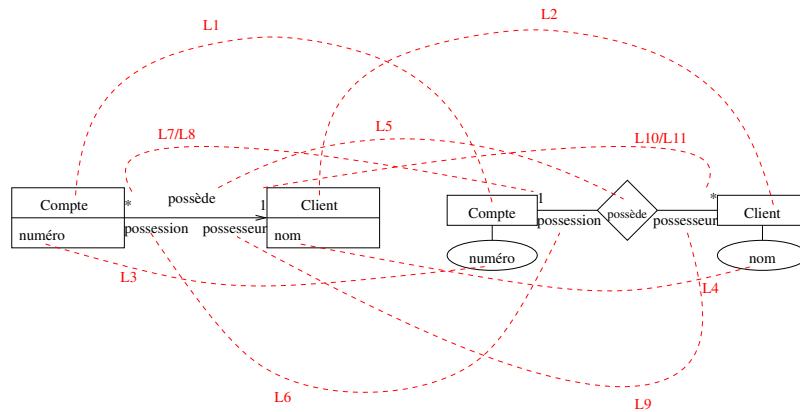 L1
L2
L7/L8
L5
L10/L11
possède
Compte
*
1
Client
numéro
possession
possesseur
nom
1
*
Compte
possession
possède
possesseur
Client
numéro
nom
L3
L4
L6
L9